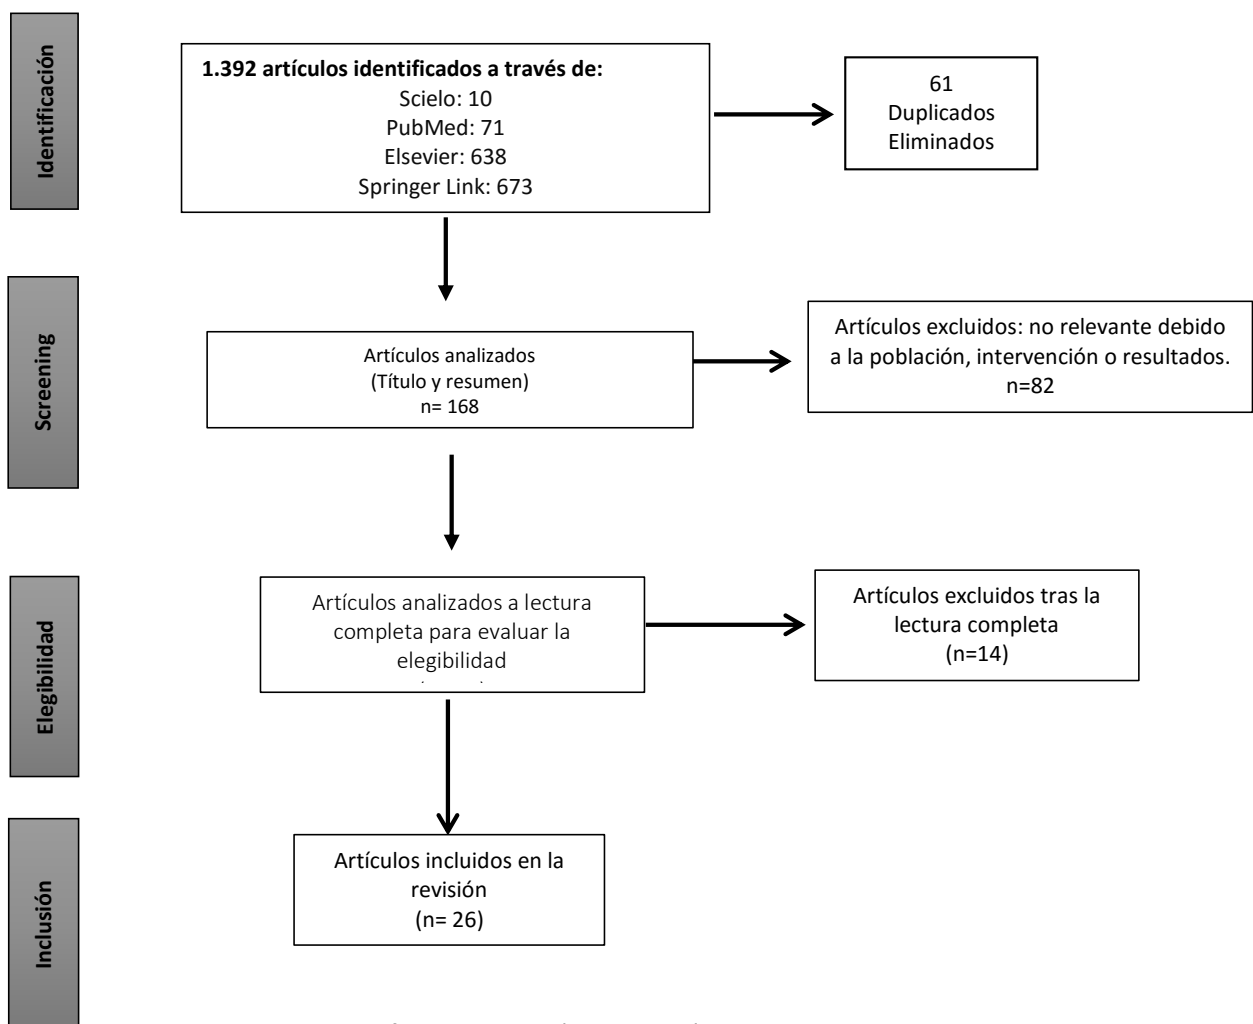 Identificación
1.392 artículos identificados a través de:
Scielo: 10
PubMed: 71
Elsevier: 638
Springer Link: 673
61
Duplicados
Eliminados
Screening
Artículos analizados
(Título y resumen)
n= 168
Artículos excluidos: no relevante debido
a la población, intervención o resultados.
n=82
Elegibilidad
Artículos analizados a lectura
completa para evaluar la
elegibilidad
Artículos excluidos tras la
lectura completa
(n=14)
Inclusión
Artículos incluidos en la
revisión
(n= 26)